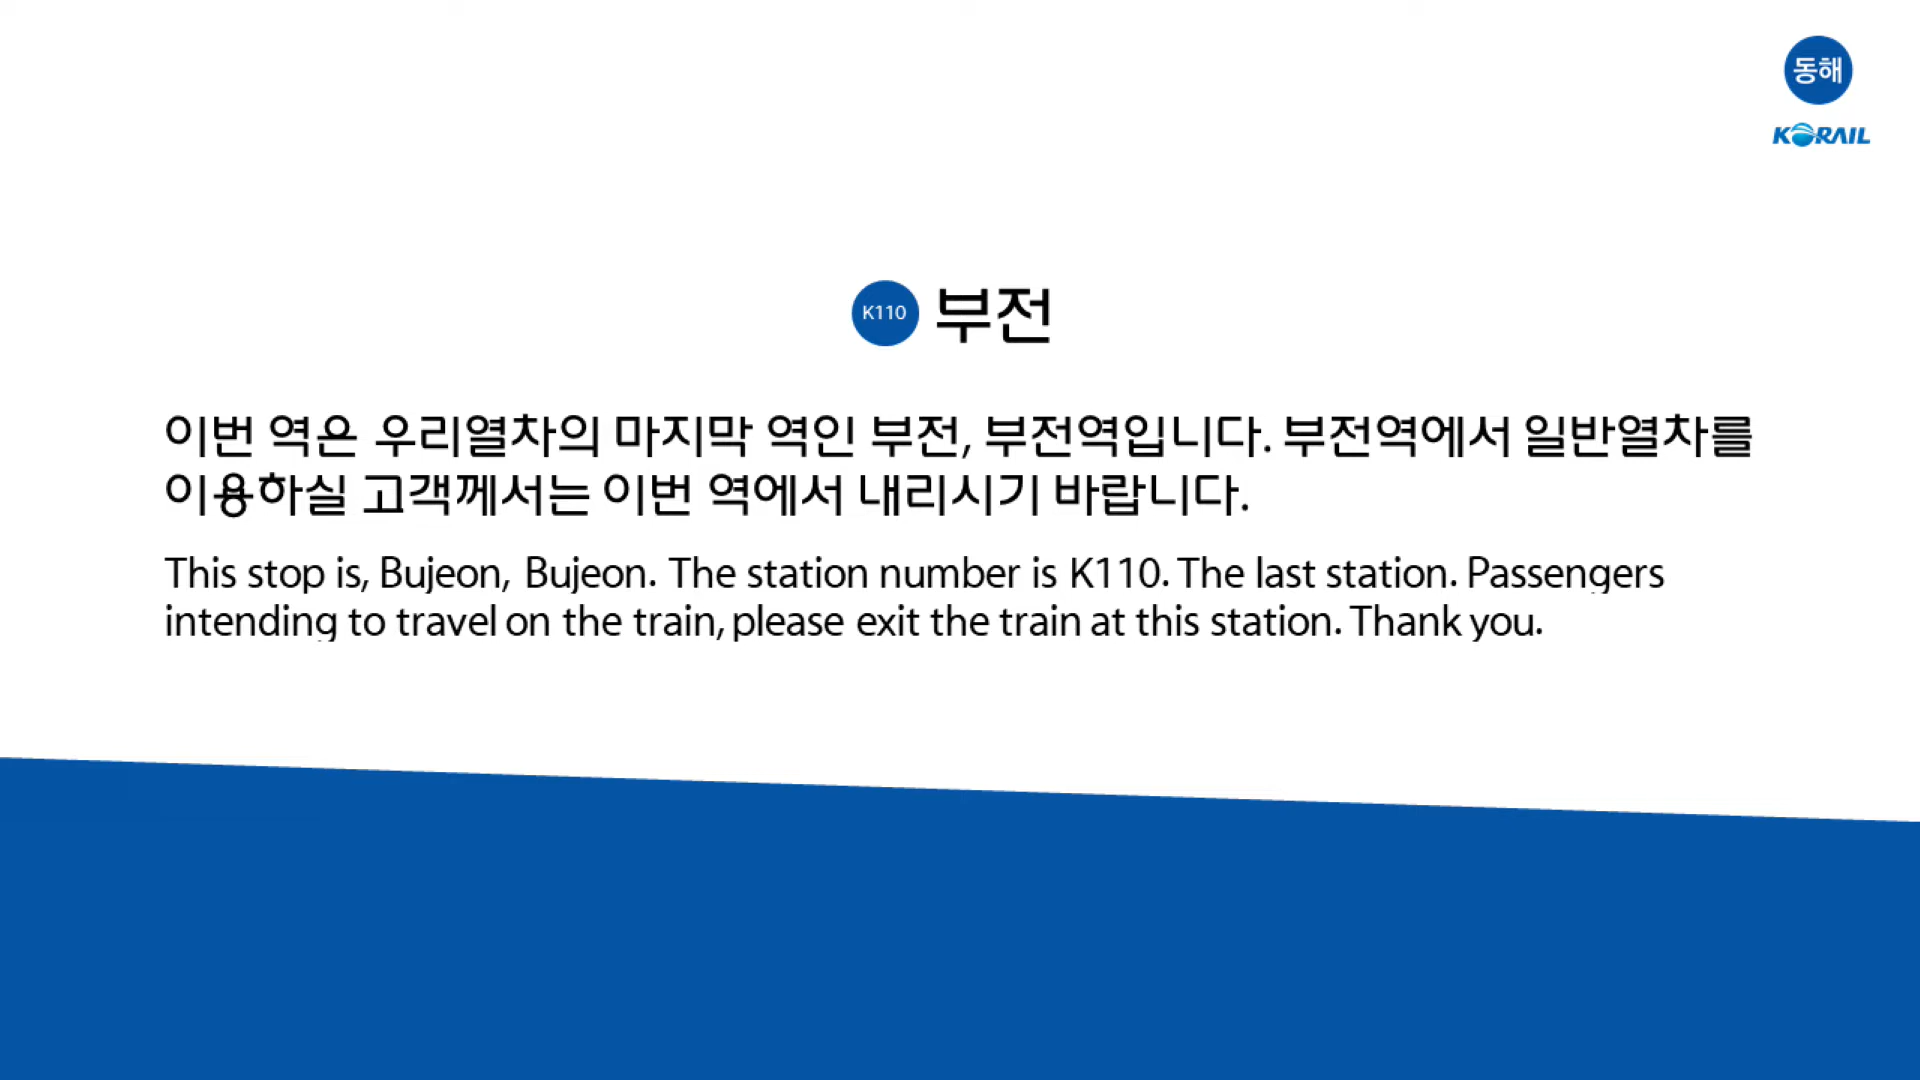 동해
KORAIL
K110 부전
이번 역은 우리열차의 마지막 역인 부전, 부전역입니다. 부전역에서 일반열차를
이용하실 고객께서는 이번 역에서 내리시기 바랍니다.
This stop is, Bujeon, Bujeon. The station number is K110. The last station. Passengers
intending to travel on the train, please exit the train at this station. Thank you.